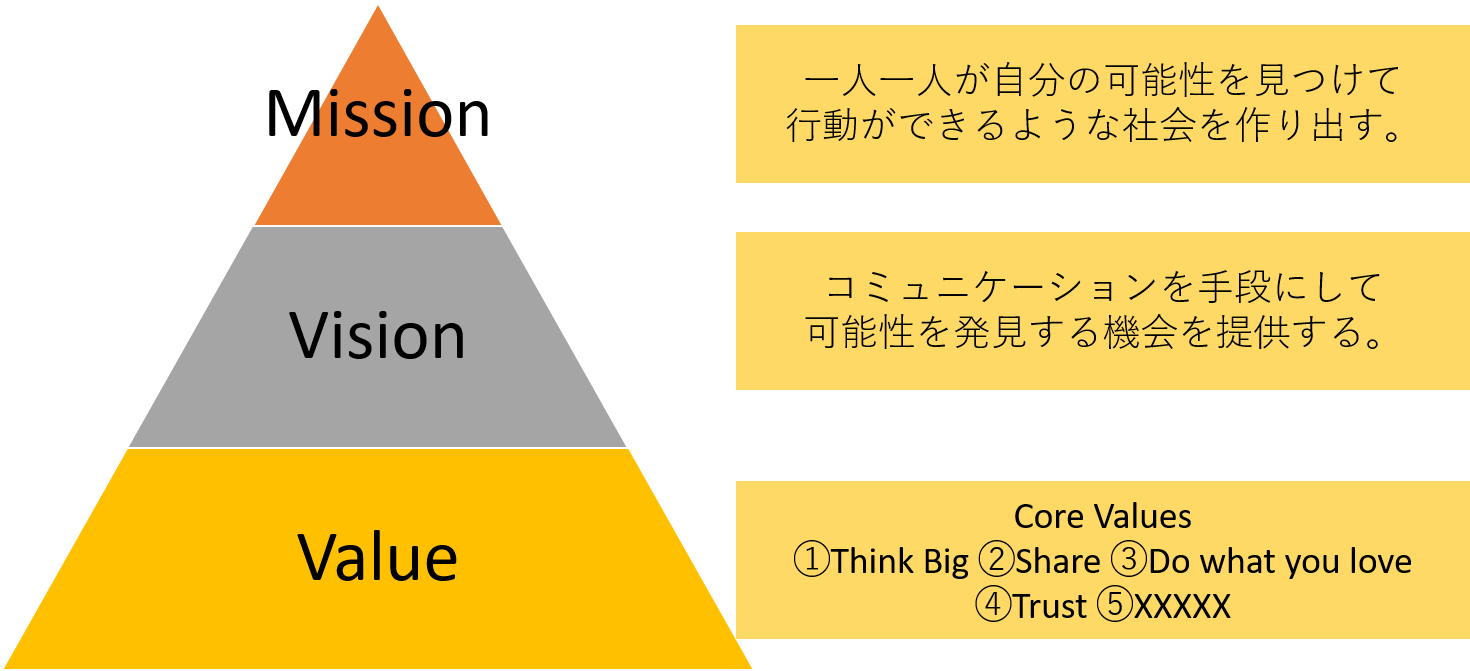 Mission
一人一人が自分の可能性を見つけて
行動ができるような社会を作り出す。
Vision
コミュニケーションを手段にして
可能性を発見する機会を提供する。
Value
Core Values
①Think Big ②Share ③Do what you love
④Trust ⑤XXXXX